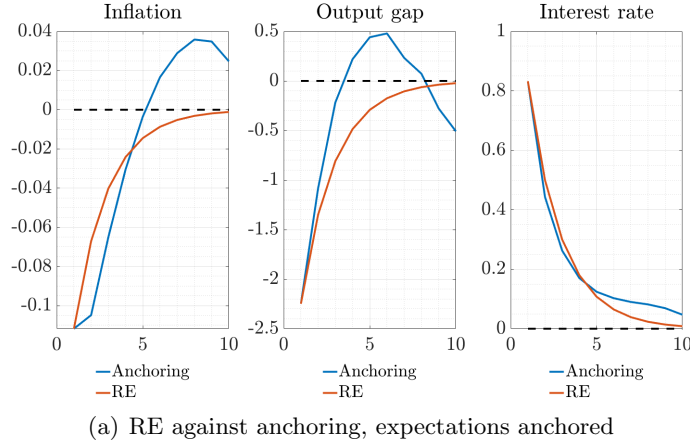 Inflation Output gap Interest rate
0.04 0.5 1
0.02 0 0.8
0 -0.5 0.6
-0.02 -1 0.4
-0.04 -1.5 0.2
-0.06 -2 0
-0.08 -2.5
-0.1
0 5 10 0 5 10 0 5 10
Anchoring Anchoring Anchoring
RE RE RE
(a) RE against anchoring, expectations anchored